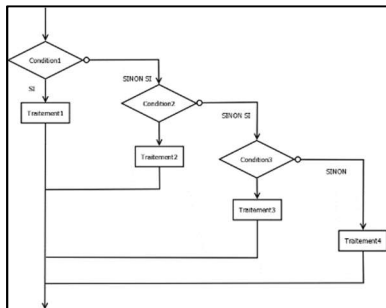 Condition1
SI
SINON SI
Traitement1
Condition2
SINON SI
Traitement2
Condition3
SINON
Traitement3
Traitement4